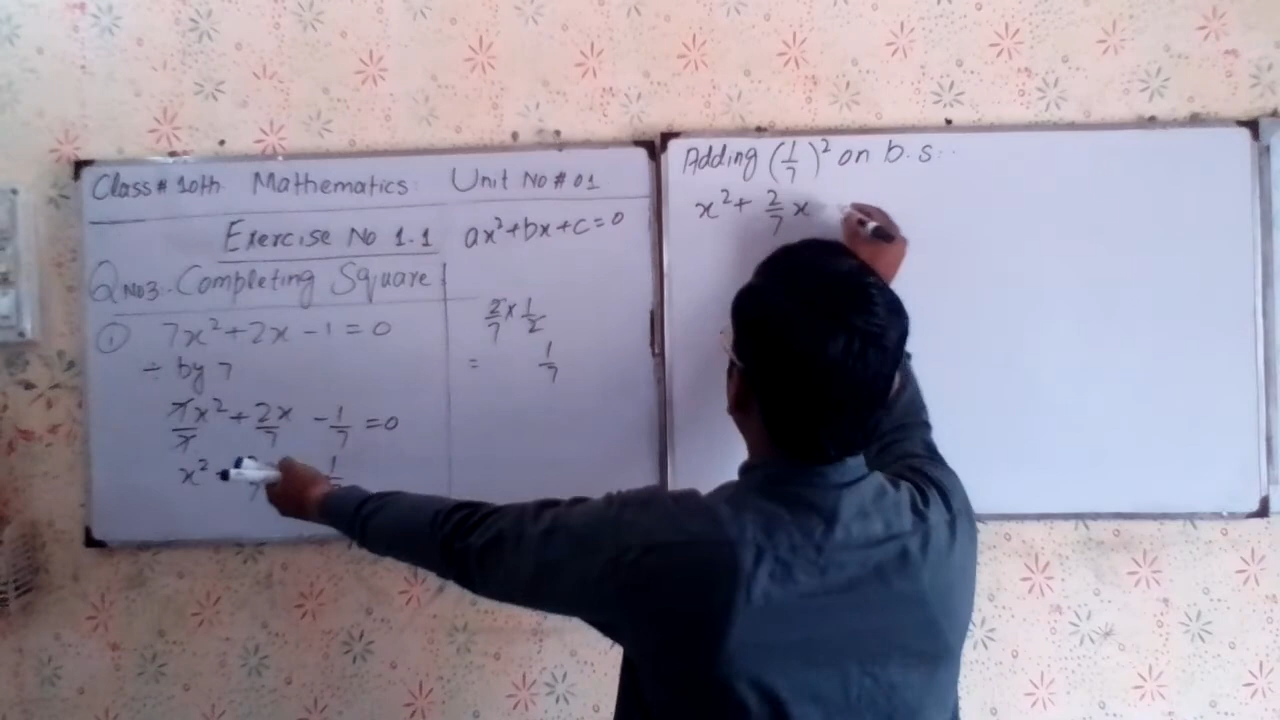 Class # 10th Mathematics Unit No # 01
Exercise No 1.1
ax²+bx+c=0
Q No3. Completing Square
① 7x²+2x-1=0
÷ by 7
7/7x²+2x/7-1/7=0
x²
1
2/7×1/2
= 1/7
Adding (1/7)² on b.s..
x²+2/7x